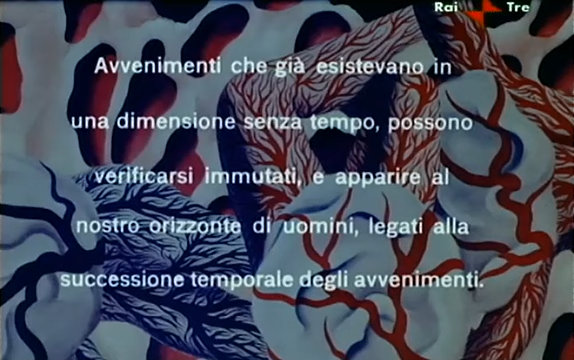 Rai Tre
Avvenimenti che già esistevano in
una dimensione senza tempo, possono
verificarsi immutati, e apparire al
nostro orizzonte di uomini, legati alla
successione temporale degli avvenimenti.